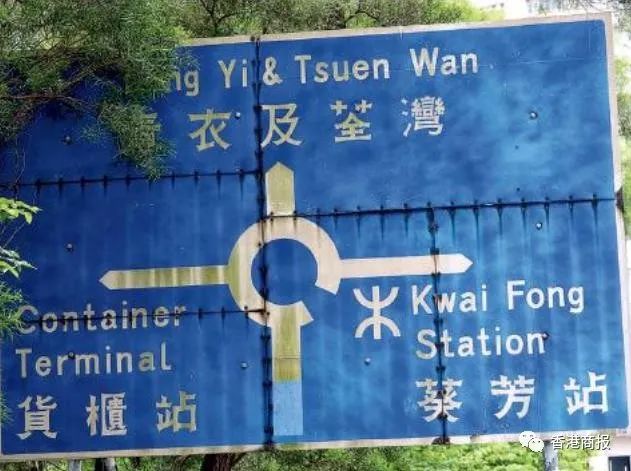 Yi & Tsuen Wan
衣及荃灣
Container
Terminal
貨櫃站
Kwai Fong
Station
葵芳站
香港商报